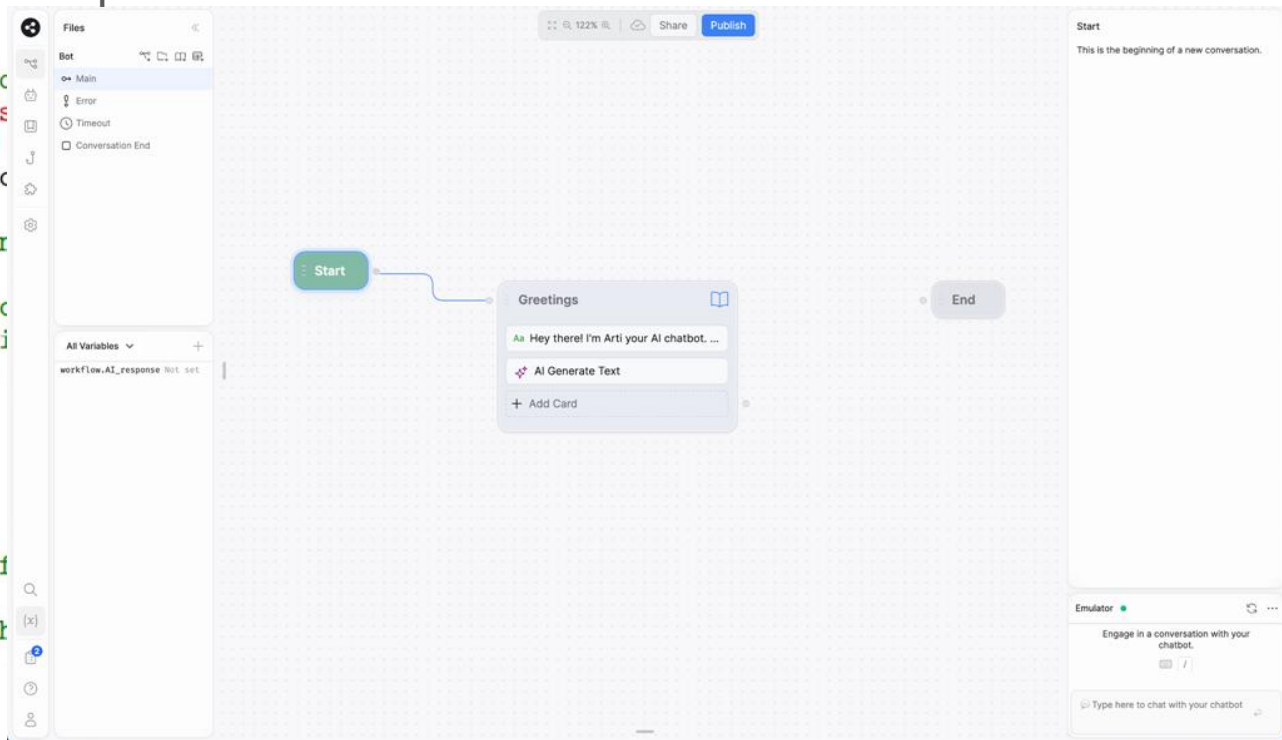 Files
Bot
Main
Error
Timeout
Conversation End
All Variables
workflow.AI_response Not set
{x}
2
122%
Share
Publish
Start
Greetings
Aa Hey there! I'm Arti your AI chatbot. ...
AI Generate Text
+ Add Card
End
Start
This is the beginning of a new conversation.
Emulator
Engage in a conversation with your
chatbot.
/
Type here to chat with your chatbot